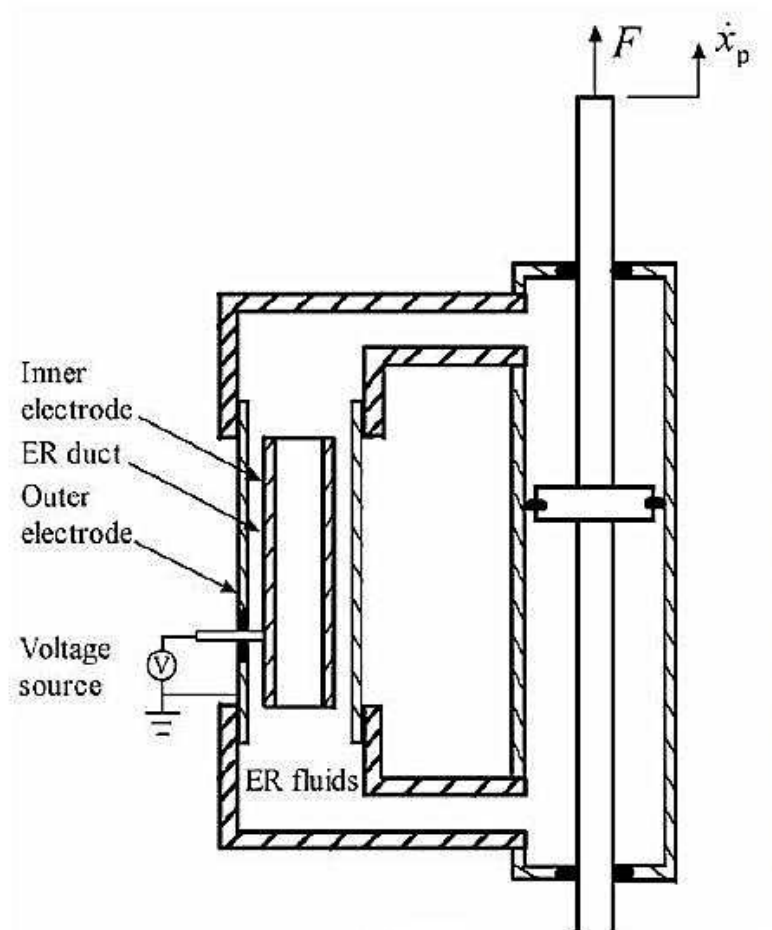 F
ẋp
Inner
electrode
ER duct
Outer
electrode
Voltage
source
V
ER fluids